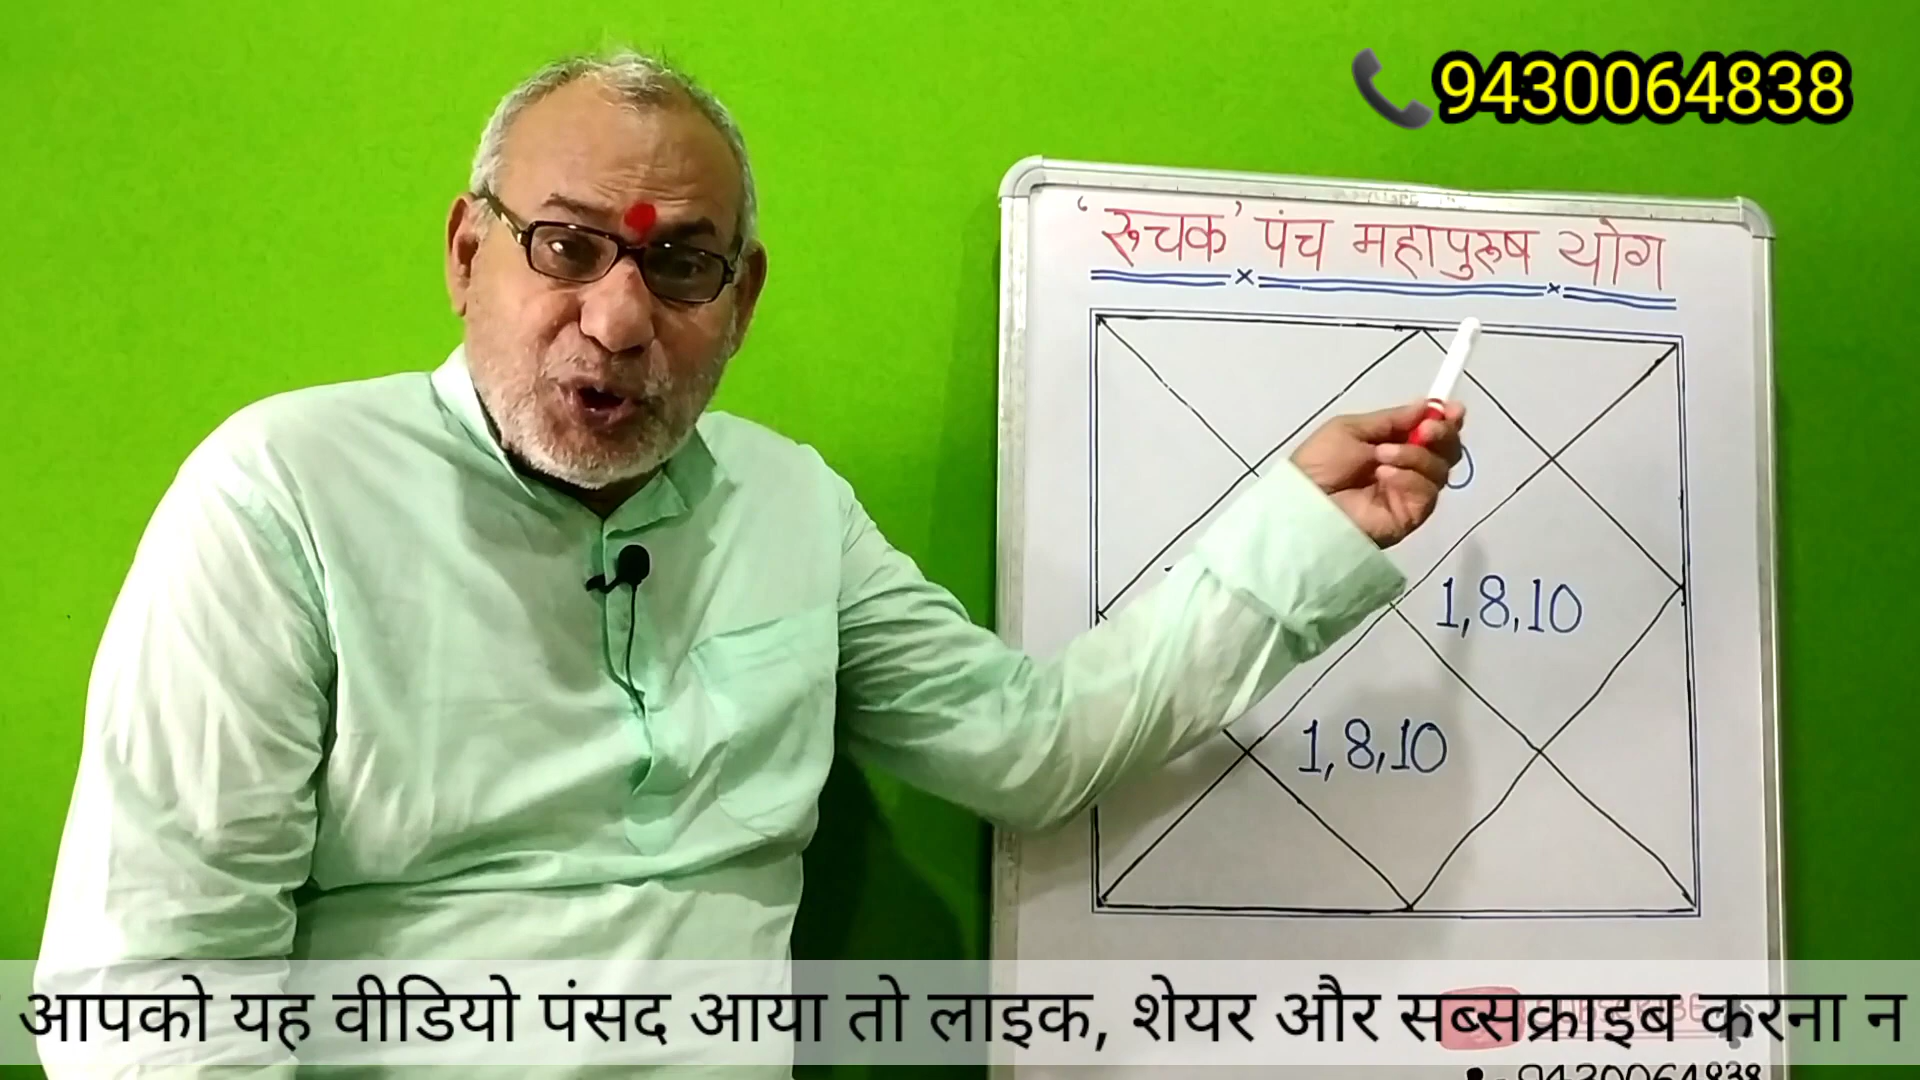 9430064838
'रुचक' पंच महापुरूष योग
1,8,10
1,8,10
आपको यह वीडियो पंसद आया तो लाइक, शेयर और सब्सक्राइब करना न
9430064838